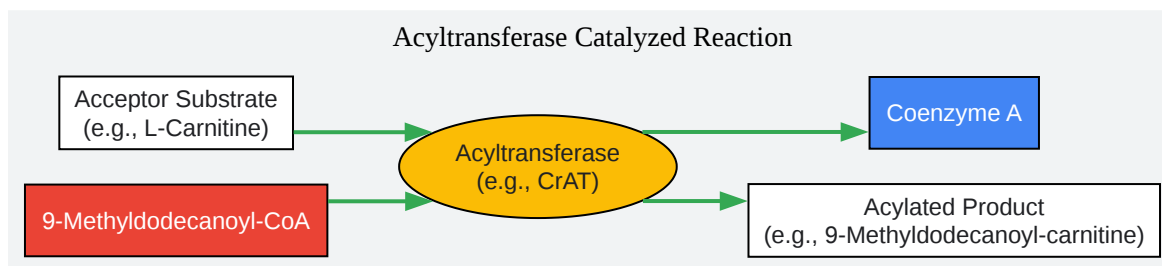 Acyltransferase Catalyzed Reaction
Acceptor Substrate
(e.g., L-Carnitine)
Coenzyme A
Acyltransferase
(e.g., CrAT)
9-Methyldodecanoyl-CoA
Acylated Product
(e.g., 9-Methyldodecanoyl-carnitine)